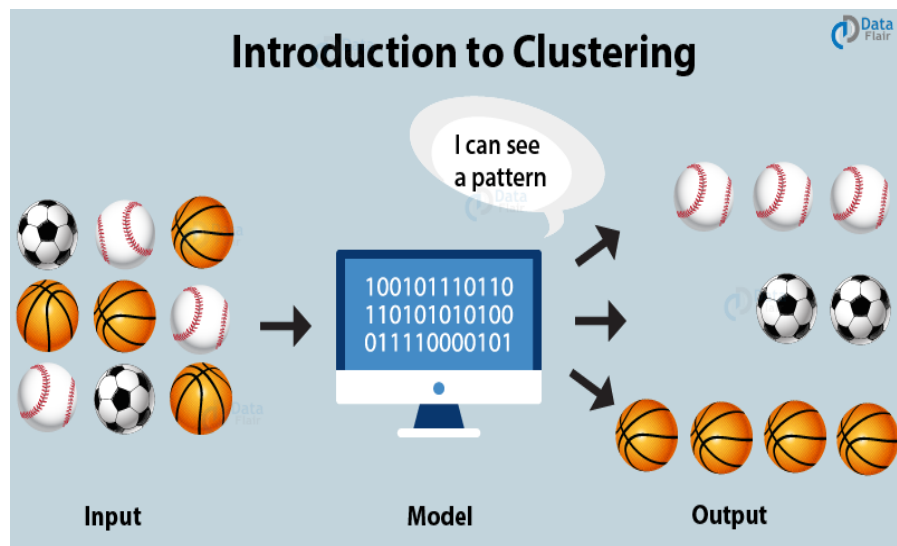 Introduction to Clustering
Data
Flair
I can see
a pattern
100101110110
110101010100
011110000101
Input
Model
Output